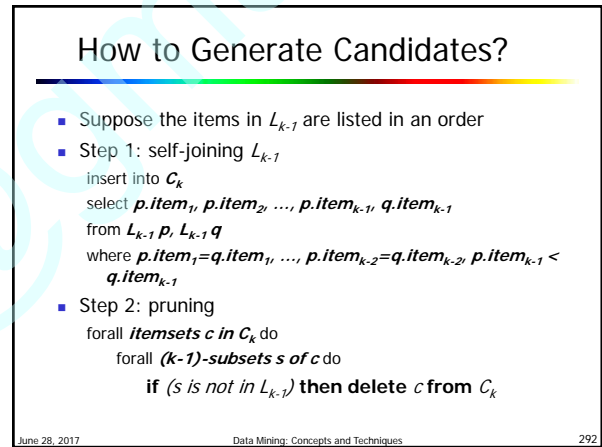 How to Generate Candidates?
Suppose the items in Lk-1 are listed in an order
Step 1: self-joining Lk-1
insert into Ck
select p.item1, p.item2, …, p.itemk-1, q.itemk-1
from Lk-1 p, Lk-1 q
where p.item1=q.item1, …, p.itemk-2=q.itemk-2, p.itemk-1 <
q.itemk-1
Step 2: pruning
forall itemsets c in Ck do
forall (k-1)-subsets s of c do
if (s is not in Lk-1) then delete c from Ck
June 28, 2017 Data Mining: Concepts and Techniques 292